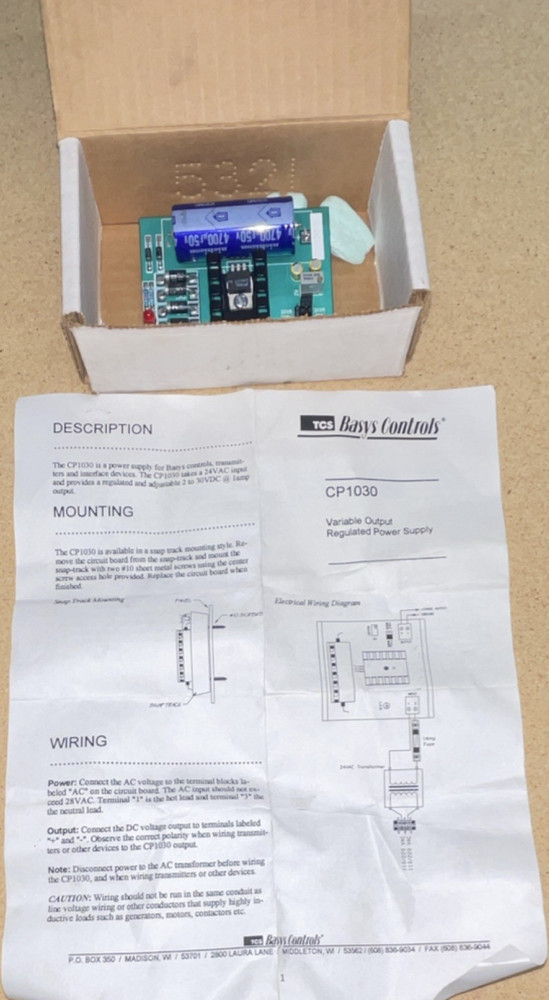 5321
4700µ50v 4700µ50v
DESCRIPTION
The CP1030 is a power supply for Basys controls, transmit-
ters and interface devices. The CP1030 takes a 24VAC input
and provides a regulated and adjustable 2 to 30VDC @ 1amp
output.
MOUNTING
The CP1030 is available in a snap track mounting style. Re-
move the circuit board from the snap-track and mount the
snap-track with two #10 sheet metal screws using the center
screw access hole provided. Replace the circuit board when
finished.
Snap Track Mounting
PANEL
SNAP TRACK
WIRING
Power: Connect the AC voltage to the terminal blocks la-
beled "AC" on the circuit board. The AC input should not ex-
ceed 28VAC. Terminal "1" is the hot lead and terminal "3" the
the neutral lead.
Output: Connect the DC voltage output to terminals labeled
"+" and "-". Observe the correct polarity when wiring transmit-
ters or other devices to the CP1030 output.
Note: Disconnect power to the AC transformer before wiring
the CP1030, and when wiring transmitters or other devices.
CAUTION: Wiring should not be run in the same conduit as
line voltage wiring or other conductors that supply highly in-
ductive loads such as generators, motors, contactors etc.
TCS Basys Controls®
CP1030
Variable Output
Regulated Power Supply
Electrical Wiring Diagram
Fuse
24VAC Transformer
TCS Basys Controls®
P.O. BOX 350 / MADISON, WI / 53701 / 2800 LAURA LANE / MIDDLETON, WI / 53562 / (608) 836-9034 / FAX (608) 836-9044
1